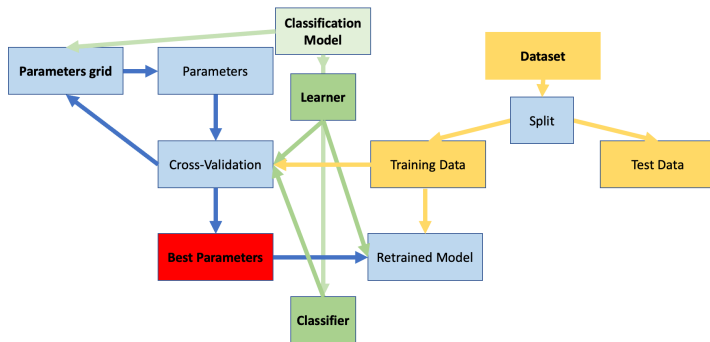 Classification
Model
Dataset
Parameters grid
Parameters
Learner
Split
Cross-Validation
Training Data
Test Data
Best Parameters
Retrained Model
Classifier